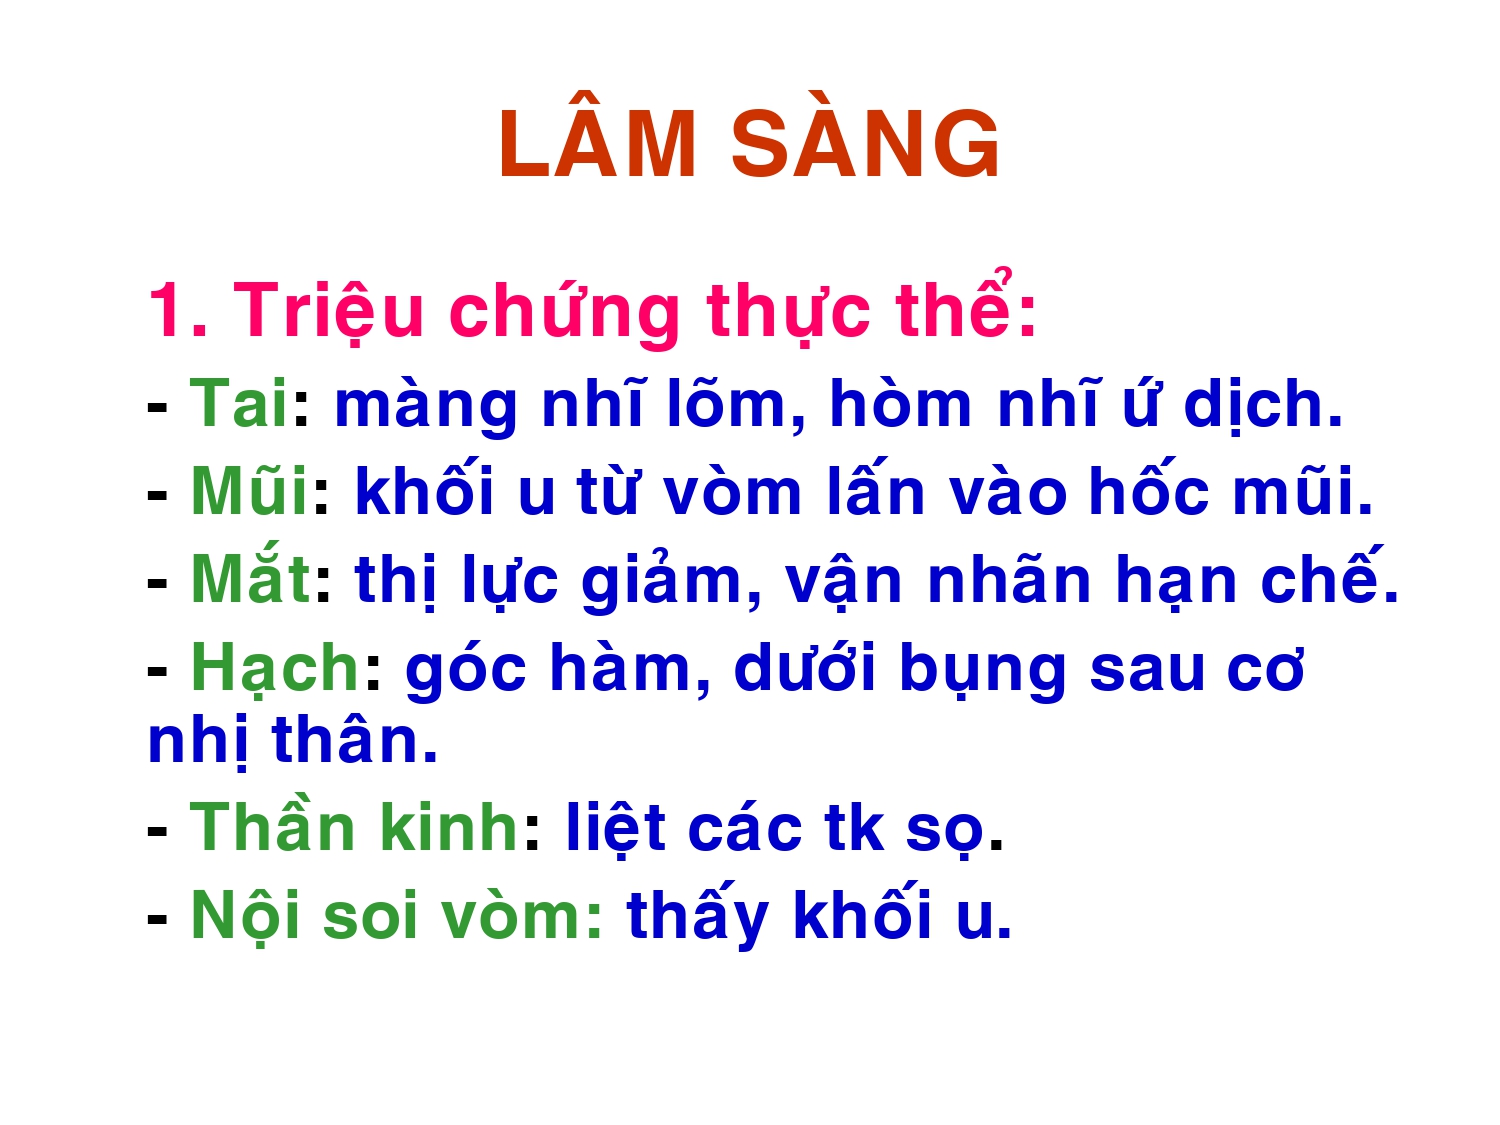 LÂM SÀNG
1. Triệu chứng thực thể:
- Tai: màng nhĩ lõm, hòm nhĩ ứ dịch.
- Mũi: khối u từ vòm lấn vào hốc mũi.
- Mắt: thị lực giảm, vận nhãn hạn chế.
- Hạch: góc hàm, dưới bụng sau cơ
nhị thân.
- Thần kinh: liệt các tk sọ.
- Nội soi vòm: thấy khối u.